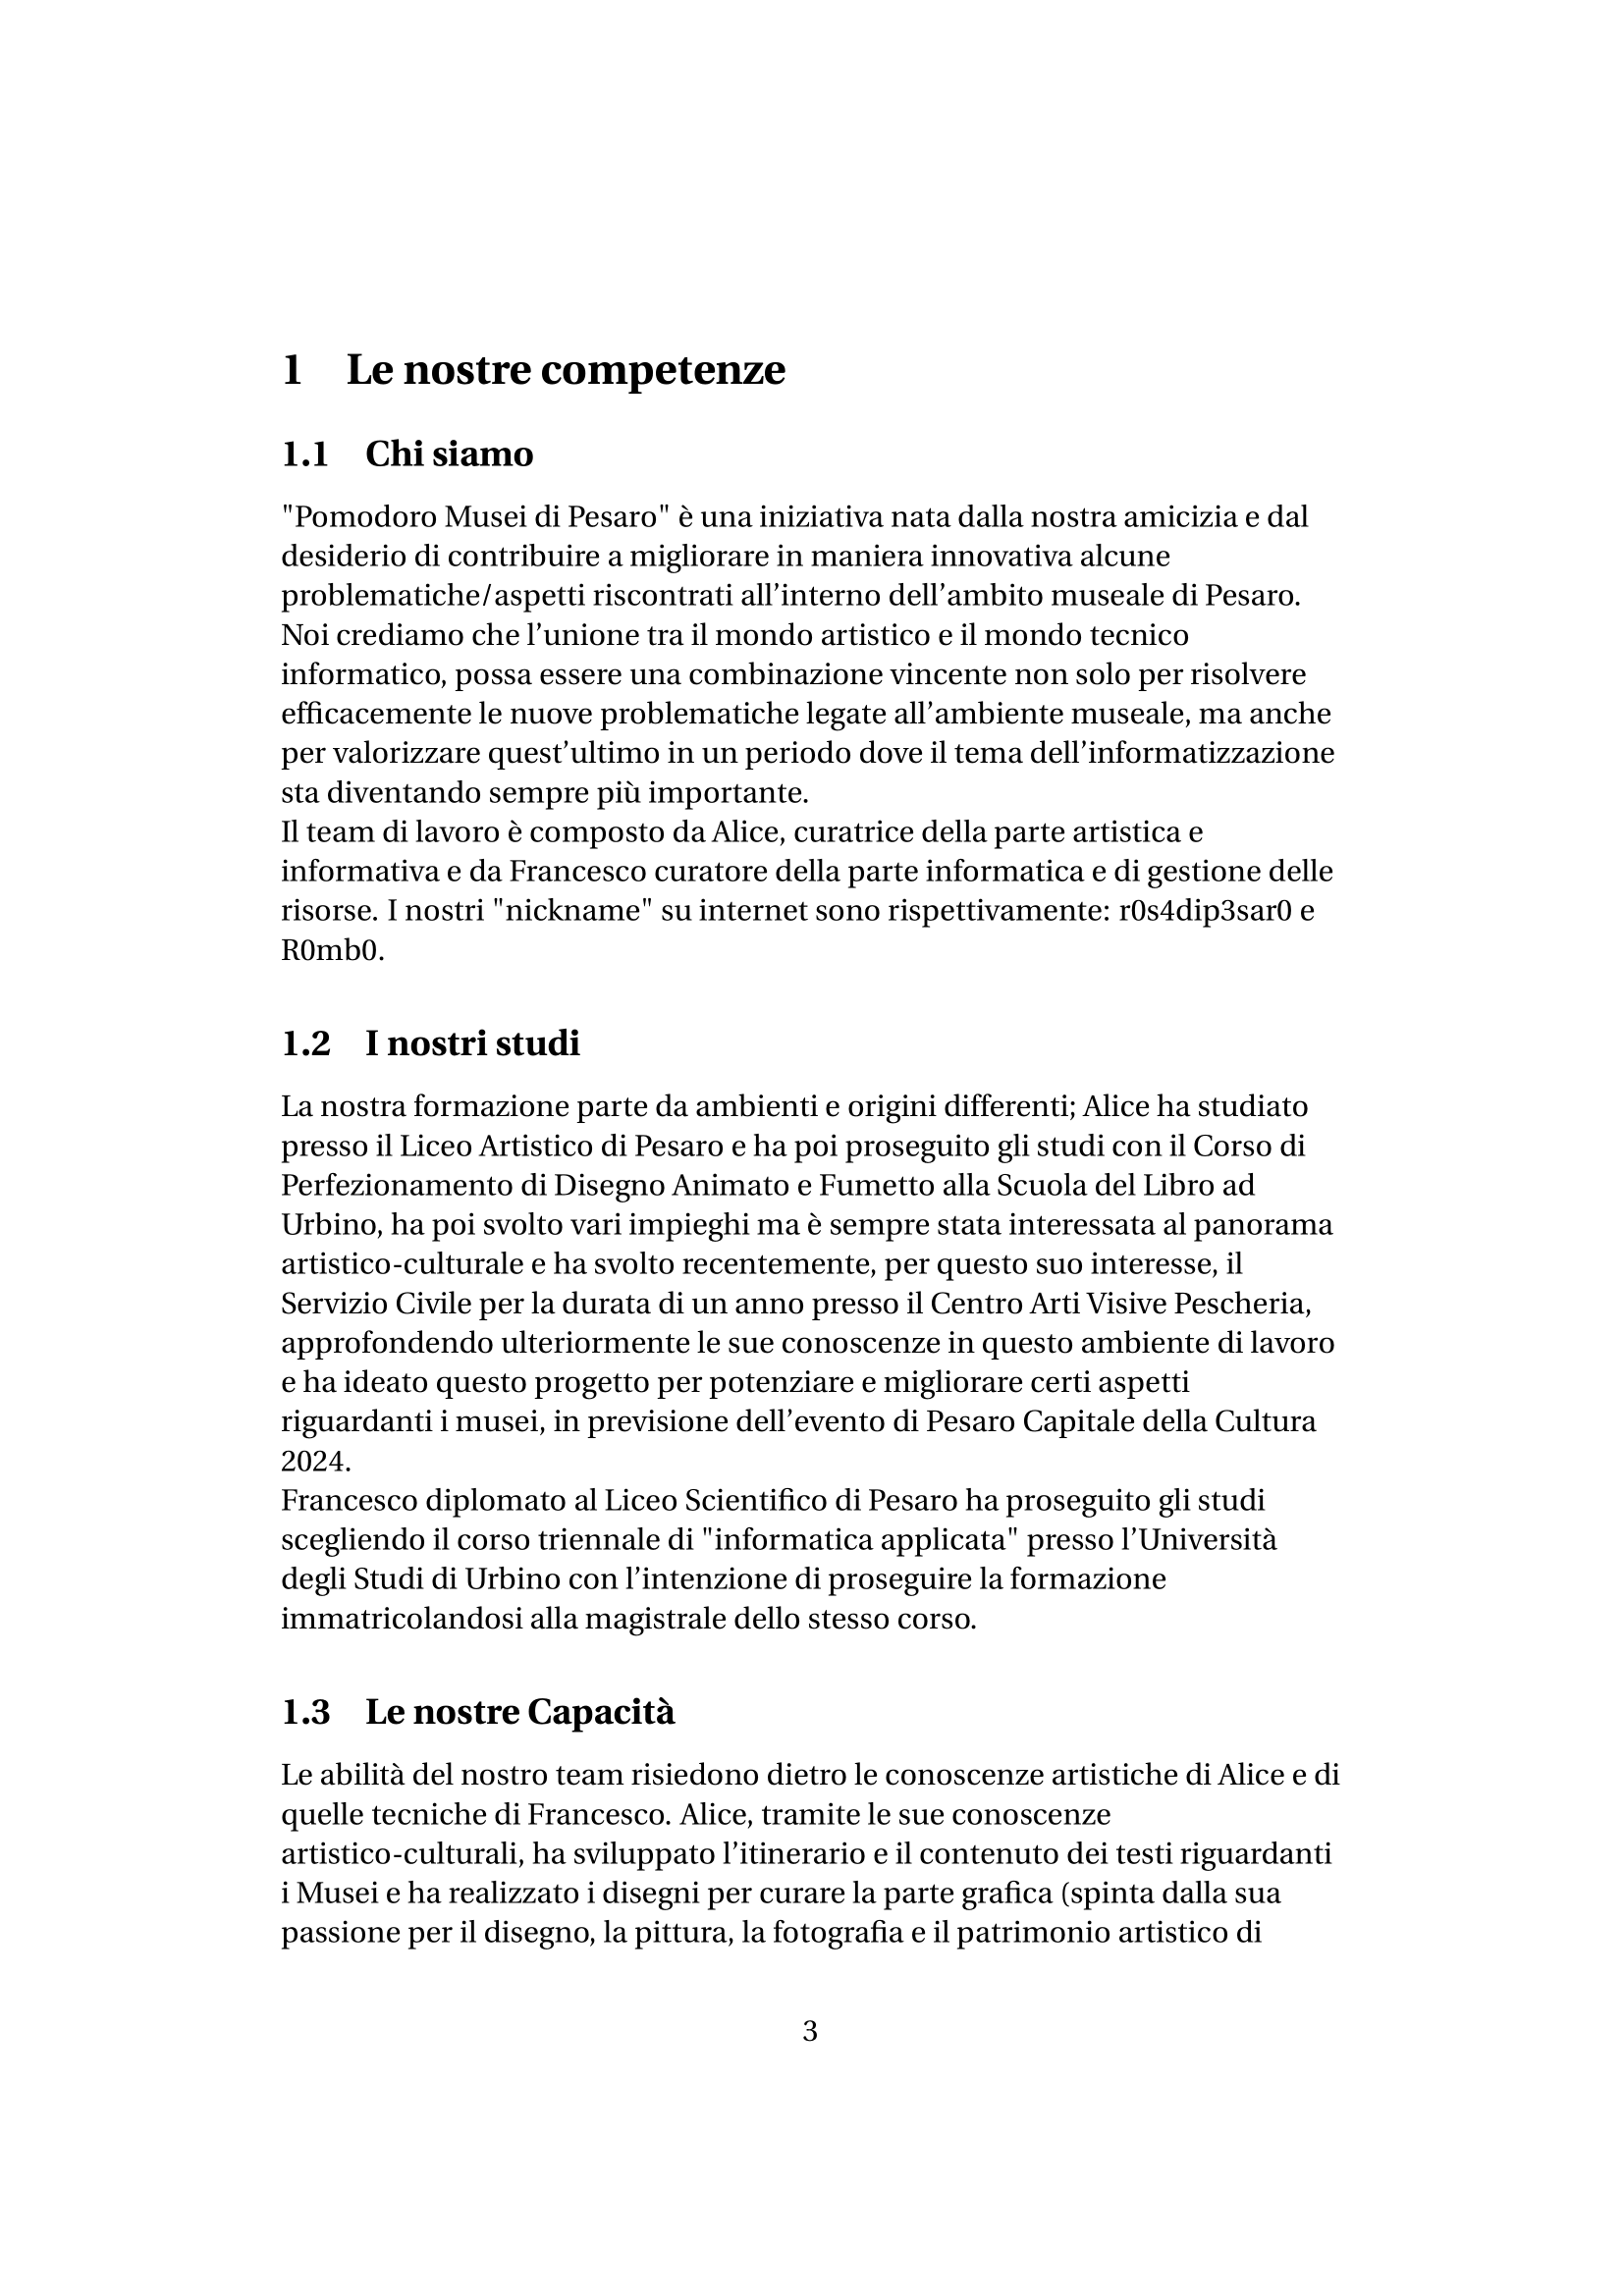 1 Le nostre competenze
1.1 Chi siamo
"Pomodoro Musei di Pesaro" è una iniziativa nata dalla nostra amicizia e dal
desiderio di contribuire a migliorare in maniera innovativa alcune
problematiche/aspetti riscontrati all'interno dell'ambito museale di Pesaro.
Noi crediamo che l'unione tra il mondo artistico e il mondo tecnico
informatico, possa essere una combinazione vincente non solo per risolvere
efficacemente le nuove problematiche legate all'ambiente museale, ma anche
per valorizzare quest'ultimo in un periodo dove il tema dell'informatizzazione
sta diventando sempre più importante.
Il team di lavoro è composto da Alice, curatrice della parte artistica e
informativa e da Francesco curatore della parte informatica e di gestione delle
risorse. I nostri "nickname" su internet sono rispettivamente: r0s4dip3sar0 e
R0mb0.
1.2 I nostri studi
La nostra formazione parte da ambienti e origini differenti; Alice ha studiato
presso il Liceo Artistico di Pesaro e ha poi proseguito gli studi con il Corso di
Perfezionamento di Disegno Animato e Fumetto alla Scuola del Libro ad
Urbino, ha poi svolto vari impieghi ma è sempre stata interessata al panorama
artistico-culturale e ha svolto recentemente, per questo suo interesse, il
Servizio Civile per la durata di un anno presso il Centro Arti Visive Pescheria,
approfondendo ulteriormente le sue conoscenze in questo ambiente di lavoro
e ha ideato questo progetto per potenziare e migliorare certi aspetti
riguardanti i musei, in previsione dell'evento di Pesaro Capitale della Cultura
2024.
Francesco diplomato al Liceo Scientifico di Pesaro ha proseguito gli studi
scegliendo il corso triennale di "informatica applicata" presso l'Università
degli Studi di Urbino con l'intenzione di proseguire la formazione
immatricolandosi alla magistrale dello stesso corso.
1.3 Le nostre Capacità
Le abilità del nostro team risiedono dietro le conoscenze artistiche di Alice e di
quelle tecniche di Francesco. Alice, tramite le sue conoscenze
artistico-culturali, ha sviluppato l'itinerario e il contenuto dei testi riguardanti
i Musei e ha realizzato i disegni per curare la parte grafica (spinta dalla sua
passione per il disegno, la pittura, la fotografia e il patrimonio artistico di
3